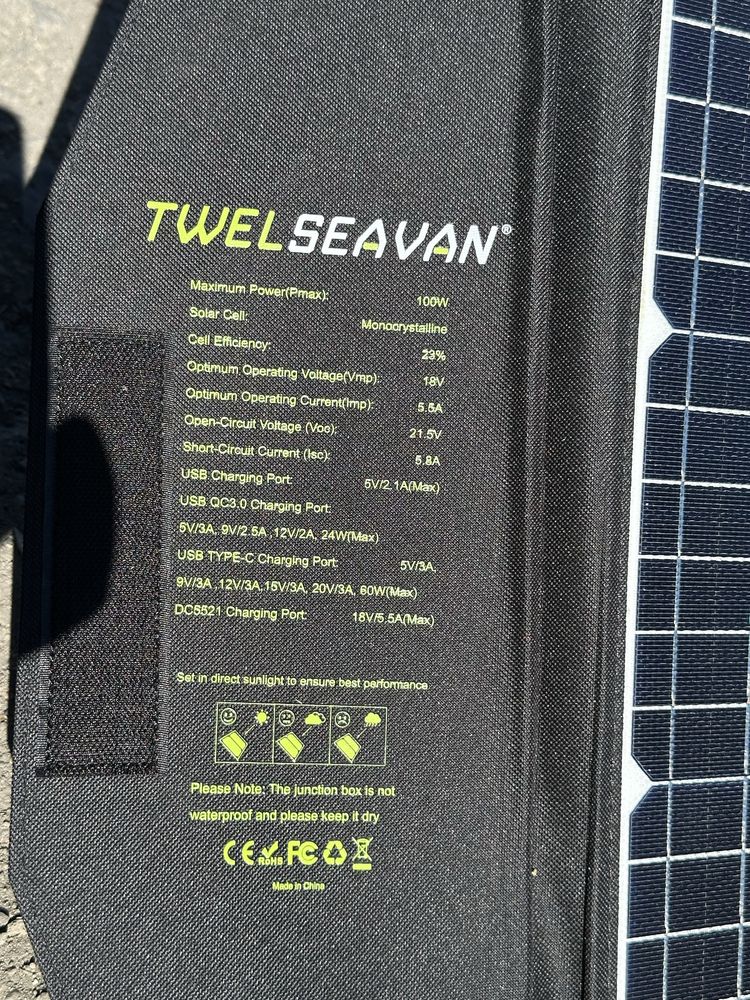 TWELSEAVAN®
Maximum Power(Pmax): 100W
Solar Cell: Monocrystalline
Cell Efficiency: 23%
Optimum Operating Voltage(Vmp): 18V
Optimum Operating Current(Imp): 5.5A
Open-Circuit Voltage (Voc): 21.5V
Short-Circuit Current (Isc): 5.8A
USB Charging Port: 5V/2.1A(Max)
USB QC3.0 Charging Port:
5V/3A, 9V/2.5A ,12V/2A, 24W(Max)
USB TYPE-C Charging Port: 5V/3A,
9V/3A ,12V/3A,15V/3A, 20V/3A, 60W(Max)
DC5521 Charging Port: 18V/5.5A(Max)
Set in direct sunlight to ensure best performance
Please Note: The junction box is not
waterproof and please keep it dry
CE RoHS FC
Made in China